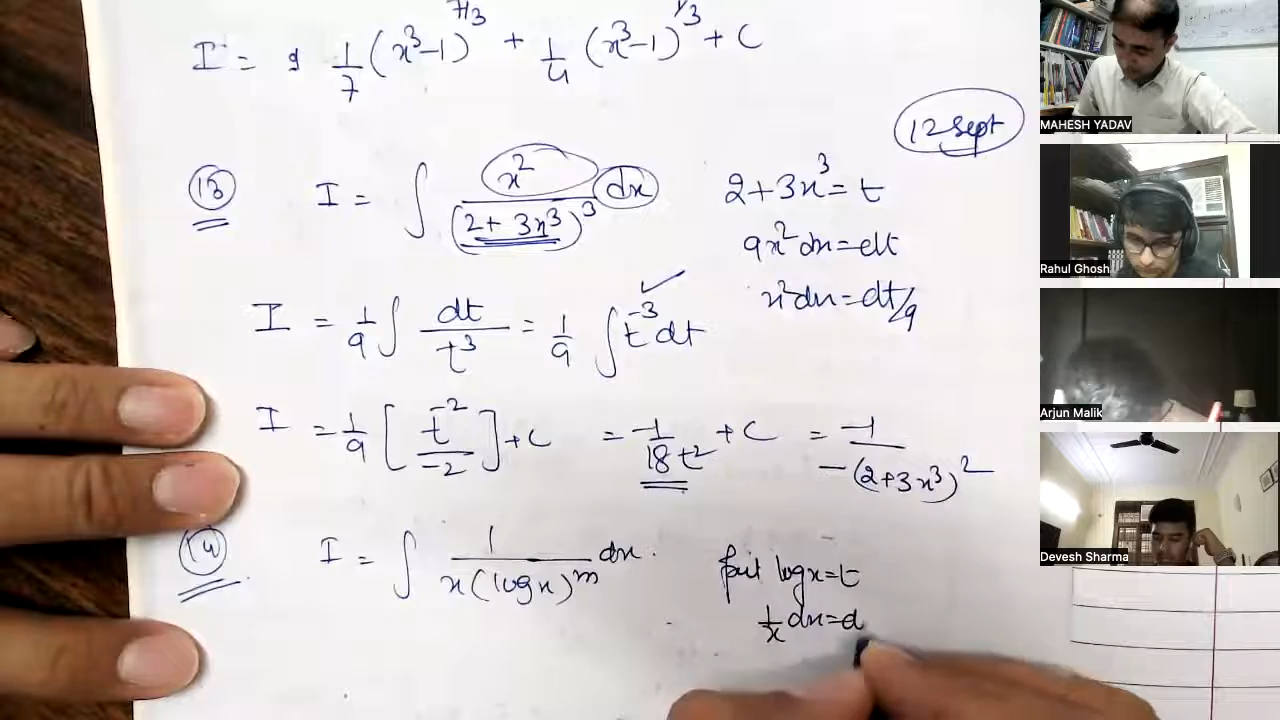 I = 1/7 (x³-1)^7/3 + 1/4 (x³-1)^1/3 + C
12 Sept
(13) I = ∫ x²/(2+3x³)³ dx
2+3x³ = t
9x² dx = dt
x² dx = dt/9
I = 1/9 ∫ dt/t³ = 1/9 ∫ t⁻³ dt
I = 1/9 [t⁻²/-2] + C = -1/18t² + C = -1/-(2+3x³)²
(14) I = ∫ 1/x(log x)^m dx.
put log x = t
1/x dx = d
MAHESH YADAV
Rahul Ghosh
Arjun Malik
Devesh Sharma